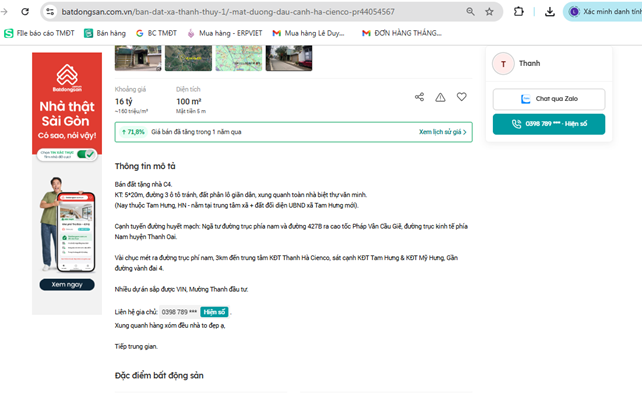 batdongsan.com.vn/ban-dat-xa-thanh-thuy-1/-mat-duong-dau-canh-ha-cienco-pr44054567
Xác minh danh tín
File báo cáo TMĐT
Bán hàng
BC TMĐT
Mua hàng - ERPVIET
Mua hàng Lê Duy...
ĐƠN HÀNG THÁNG...
Batdongsan
Nhà thật
Sài Gòn
Có sao, nói vậy!
Xem ngay
Khoảng giá
Diện tích
16 tỷ
100 m²
~160 triệu/m²
Mặt tiền 5 m
71,8%
Giá bán đã tăng trong 1 năm qua
Xem lịch sử giá
Thông tin mô tả
Bán đất tặng nhà C4.
KT: 5*20m, đường 3 ô tô tránh, đất phân lô giãn dân, xung quanh toàn nhà biệt thự văn minh.
(Nay thuộc Tam Hưng, HN - nằm tại trung tâm xã + đất đối diện UBND xã Tam Hưng mới).
Cạnh tuyến đường huyết mạch: Ngã tư đường trục phía nam và đường 427B ra cao tốc Pháp Vân Cầu Giẽ, đường trục kinh tế phía
Nam huyện Thanh Oai.
Vài chục mét ra đường trục phí nam, 3km đến trung tâm KĐT Thanh Hà Cienco, sát cạnh KĐT Tam Hưng & KĐT Mỹ Hưng, Gần
đường vành đai 4.
Nhiều dự án sắp được VIN, Mường Thanh đầu tư.
Liên hệ gia chủ: 0398 789 *** Hiện số
Xung quanh hàng xóm đều nhà to đẹp ạ,
Tiếp trung gian.
Đặc điểm bất động sản
T
Thanh
Chat qua Zalo
0398 789 *** · Hiện số